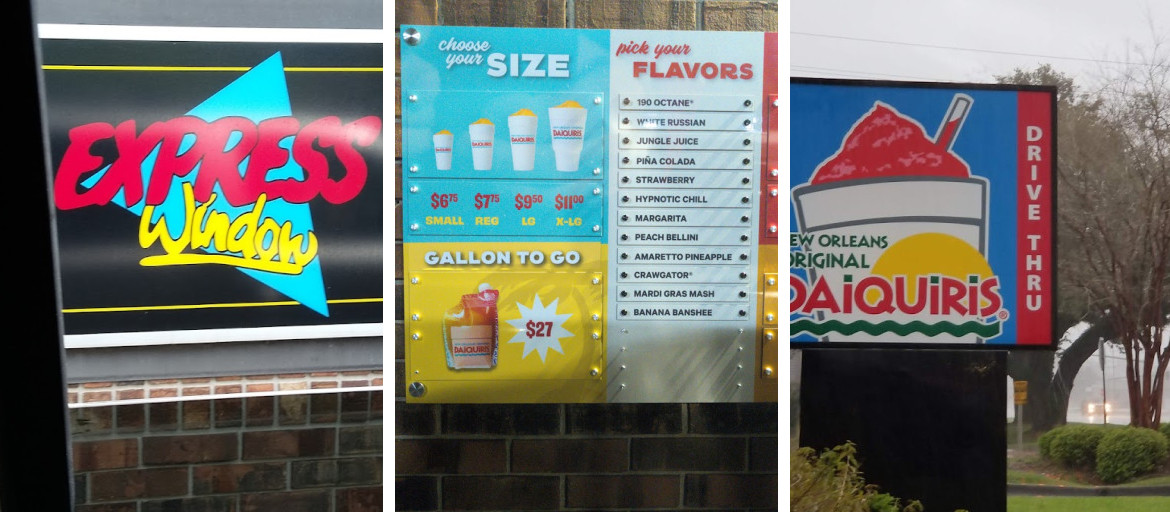 EXPRESS
Window
choose
your SIZE
DAIQUIRIS
$6.75 $7.75 $9.50 $11.00
SMALL REG LG X-LG
GALLON TO GO
$27
DAIQUIRIS
pick your
FLAVORS
190 OCTANE®
WHITE RUSSIAN
JUNGLE JUICE
PIÑA COLADA
STRAWBERRY
HYPNOTIC CHILL
MARGARITA
PEACH BELLINI
AMARETTO PINEAPPLE
CRAWGATOR®
MARDI GRAS MASH
BANANA BANSHEE
EW ORLEANS
ORIGINAL
DAIQUIRIS®
DRIVE THRU